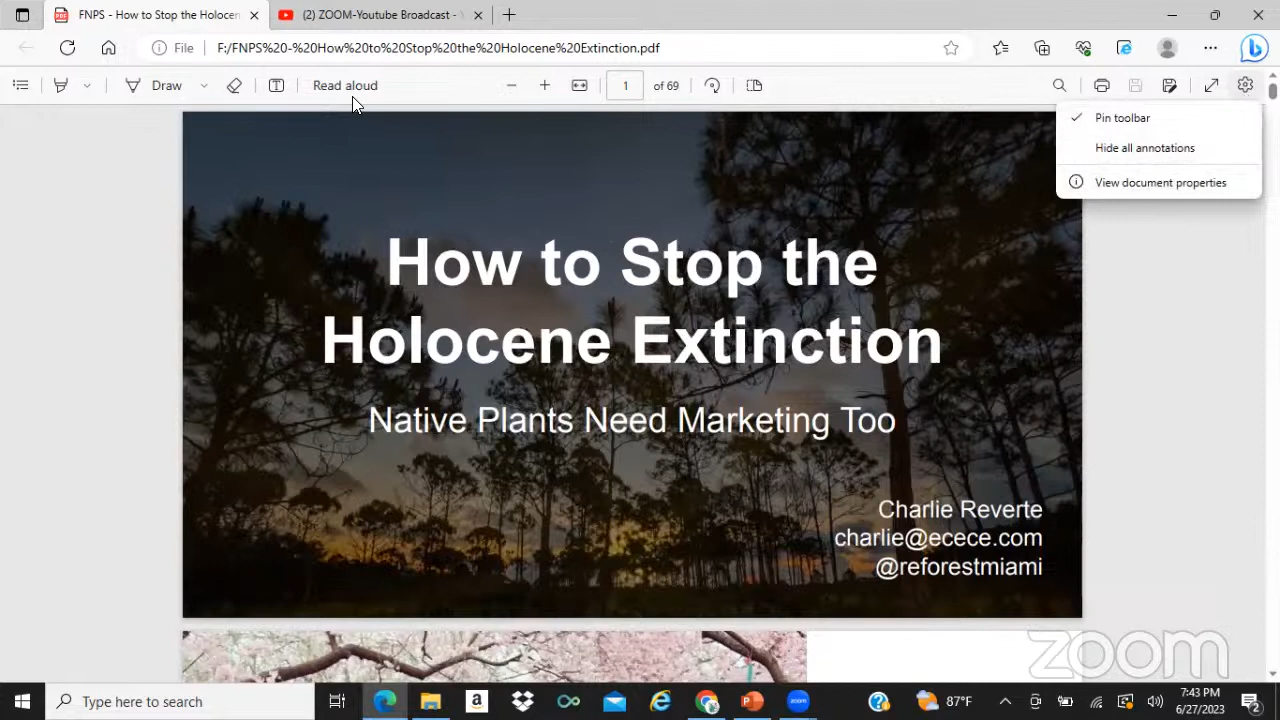 FNPS - How to Stop the Holocen
(2) ZOOM-Youtube Broadcast -
File
F:/FNPS%20-%20How%20to%20Stop%20the%20Holocene%20Extinction.pdf
Draw
Read aloud
1
of 69
Pin toolbar
Hide all annotations
View document properties
How to Stop the
Holocene Extinction
Native Plants Need Marketing Too
Charlie Reverte
charlie@ecece.com
@reforestmiami
zoom
Type here to search
a
zoom
87°F
7:43 PM
6/27/2023
2